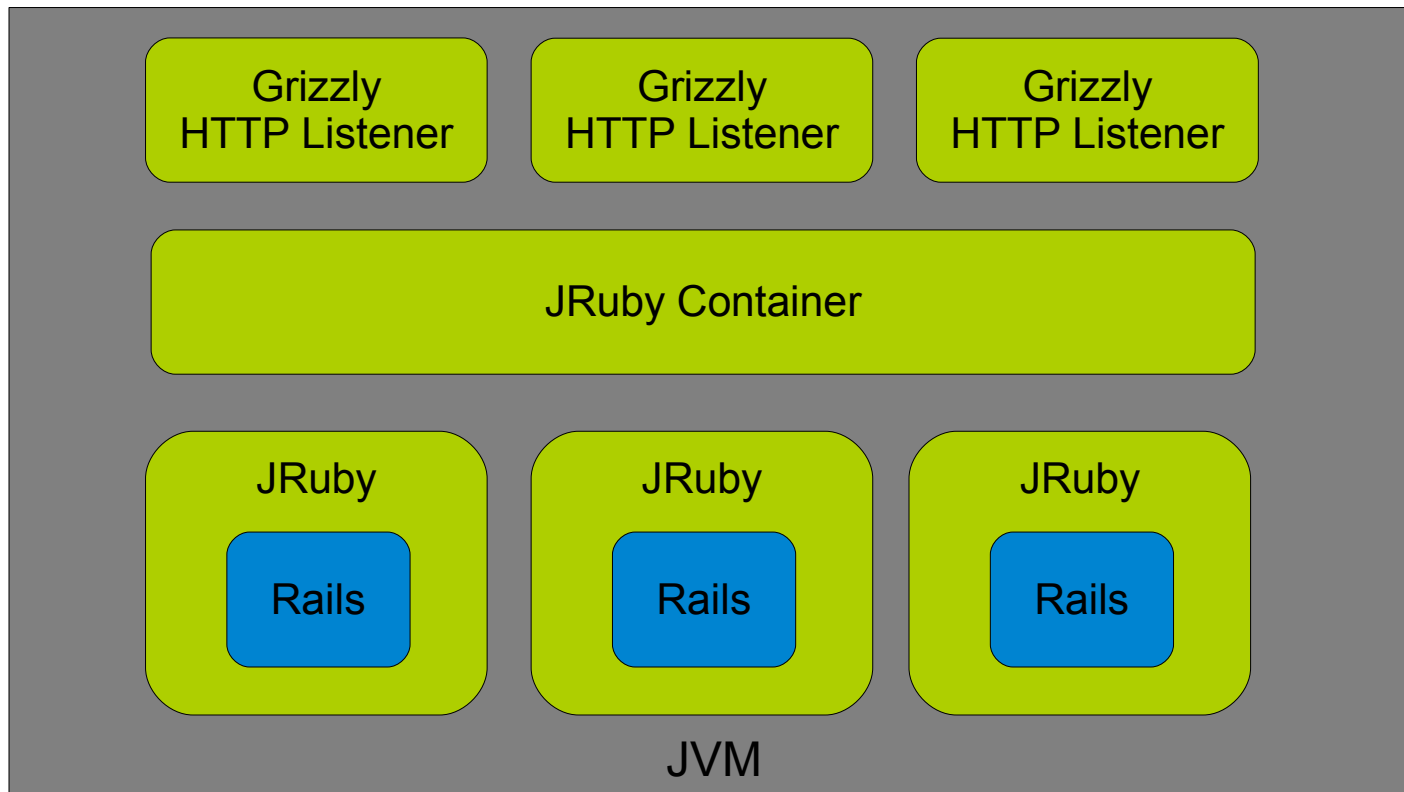 Grizzly
HTTP Listener
Grizzly
HTTP Listener
Grizzly
HTTP Listener
JRuby Container
JRuby
Rails
JRuby
Rails
JRuby
Rails
JVM